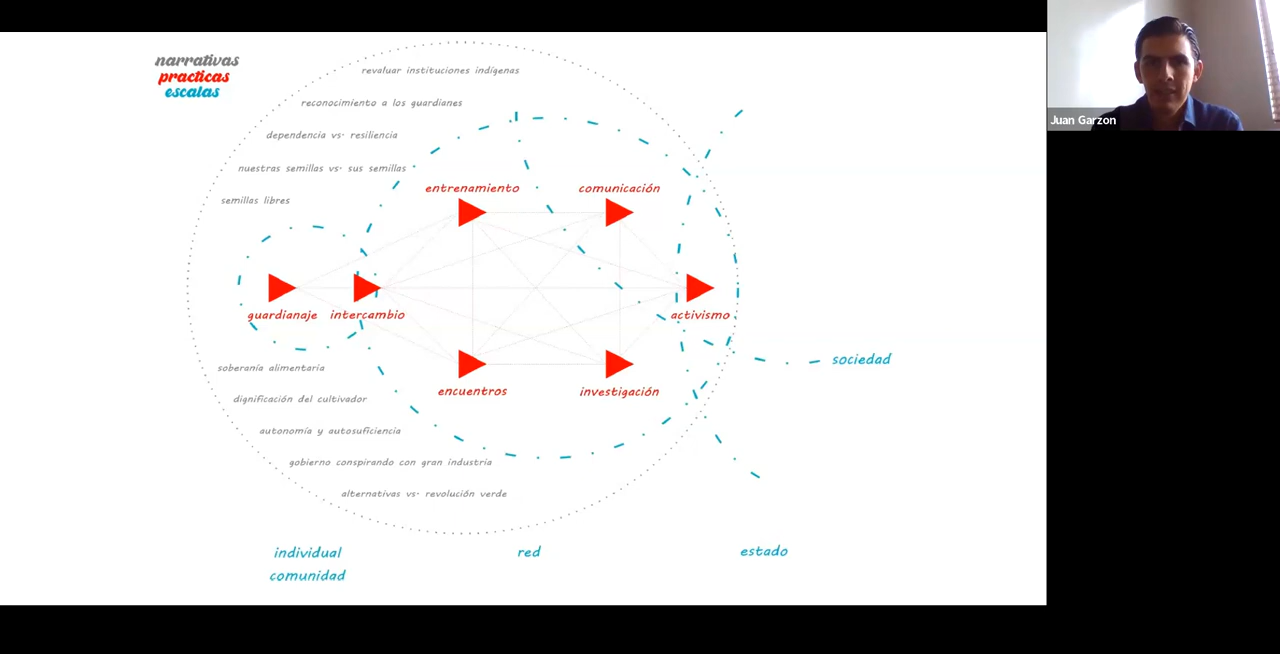 narrativas
practicas
escalas
Juan Garzon
revaluar instituciones indígenas
reconocimiento a los guardianes
dependencia vs. resiliencia
nuestras semillas vs. sus semillas
semillas libres
entrenamiento
comunicación
guardianaje
intercambio
activismo
encuentros
investigación
sociedad
soberanía alimentaria
dignificación del cultivador
autonomía y autosuficiencia
gobierno conspirando con gran industria
alternativas vs. revolución verde
individual
comunidad
red
estado